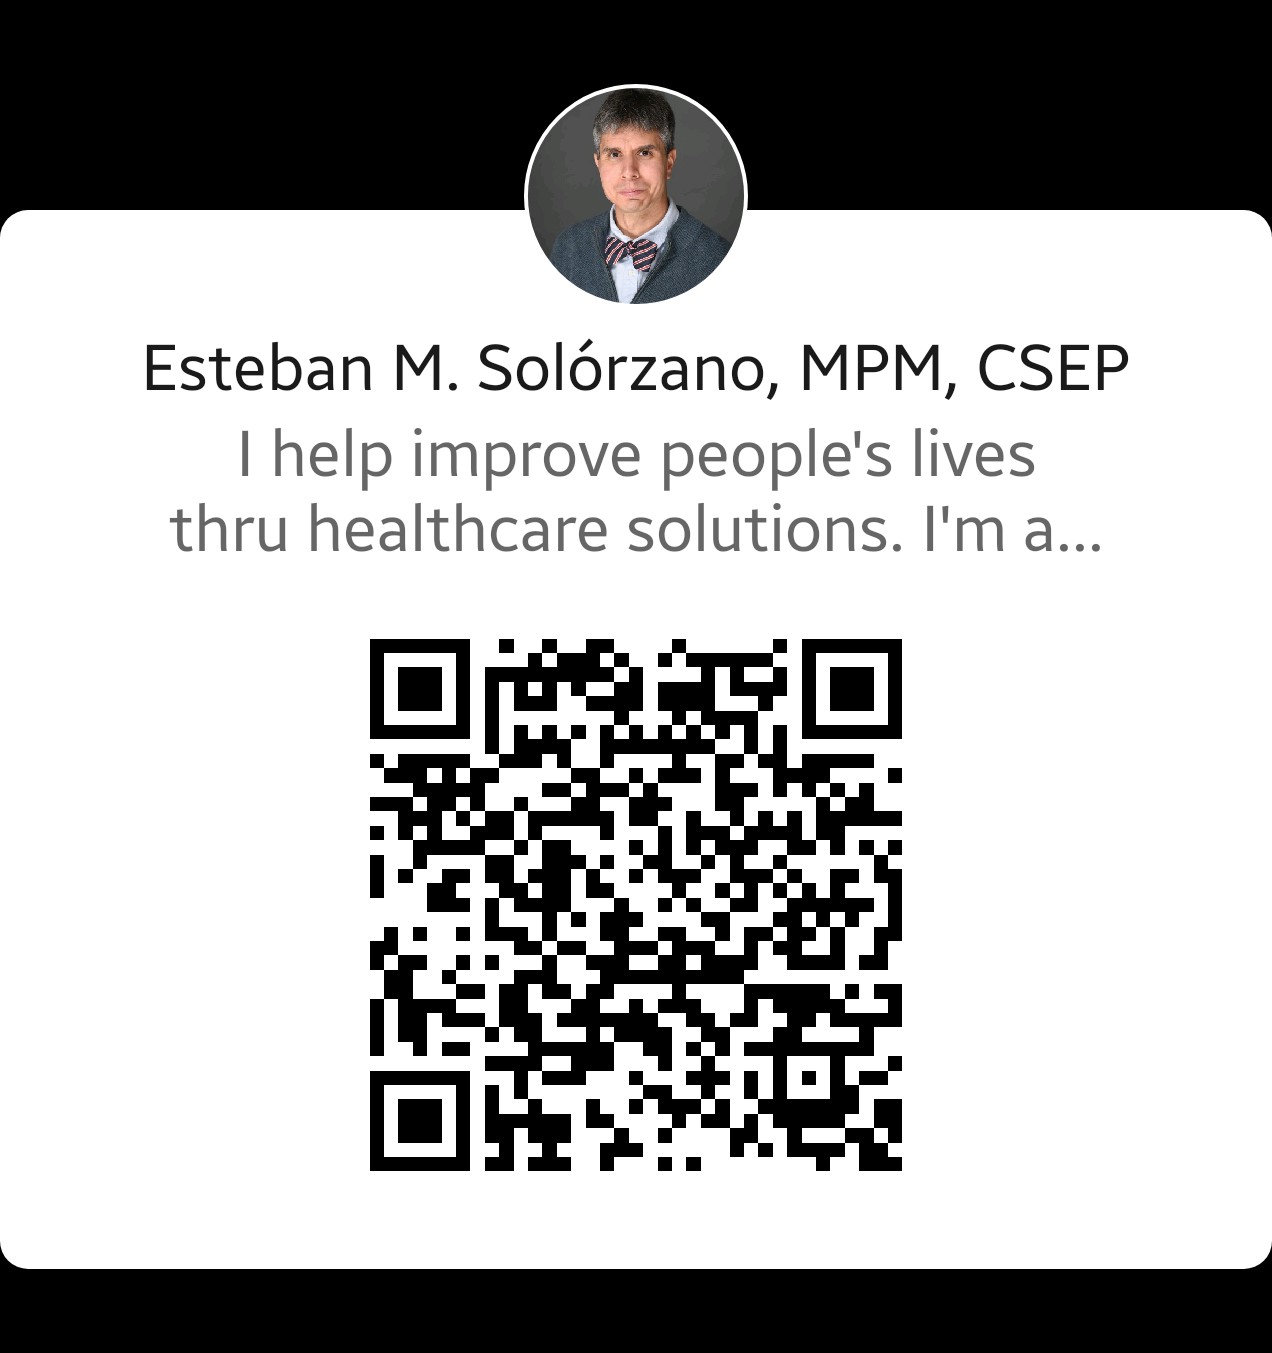 Esteban M. Solórzano, MPM, CSEP
I help improve people's lives
thru healthcare solutions. I'm a...